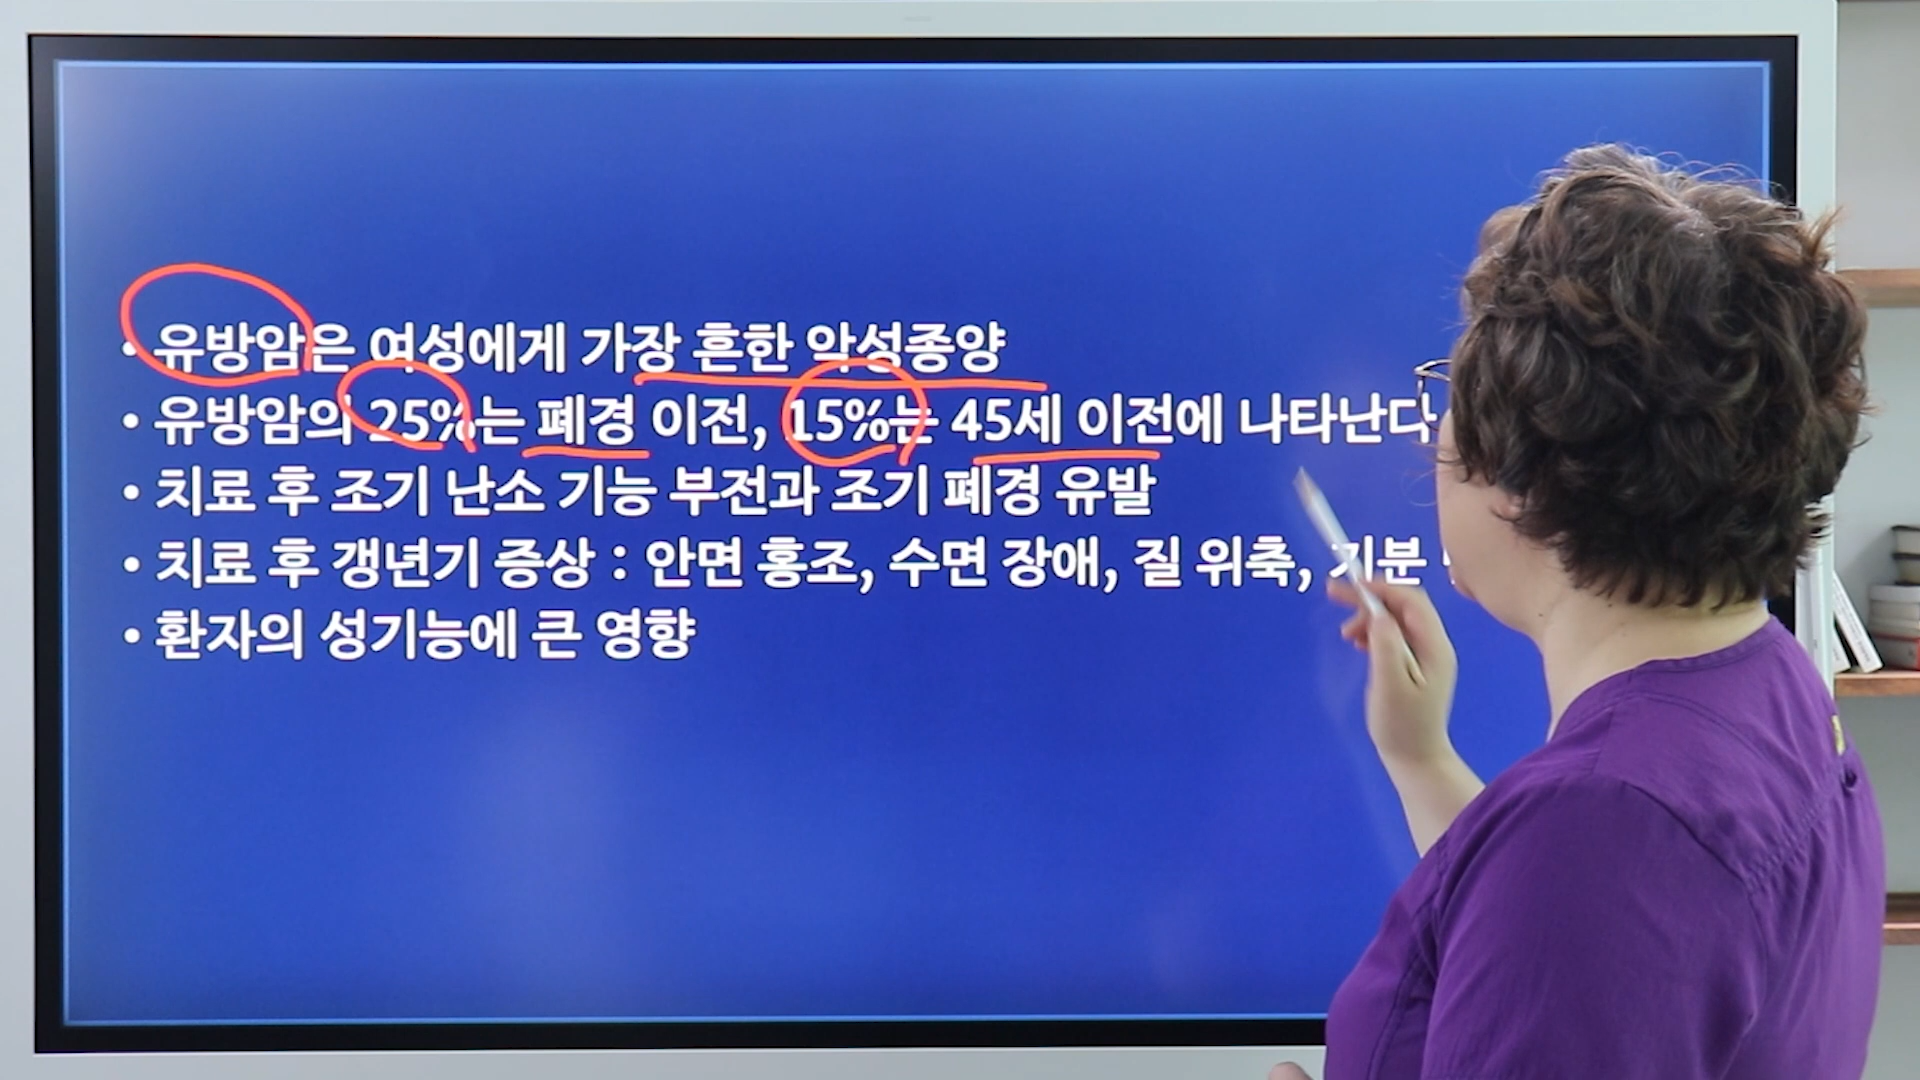 • 유방암은 여성에게 가장 흔한 악성종양
• 유방암의 25%는 폐경 이전, 15%는 45세 이전에 나타난다
• 치료 후 조기 난소 기능 부전과 조기 폐경 유발
• 치료 후 갱년기 증상 : 안면 홍조, 수면 장애, 질 위축, 기분
• 환자의 성기능에 큰 영향